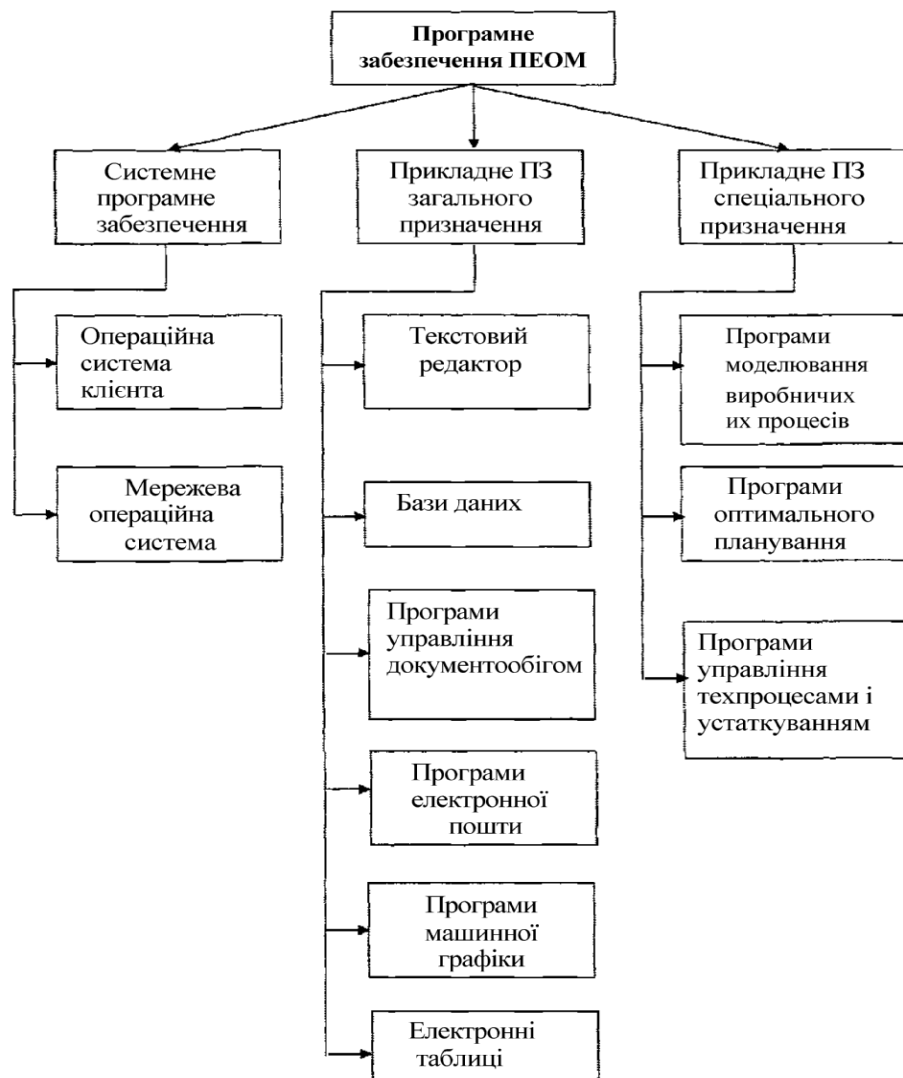 Програмне
забезпечення ПЕОМ
Системне
програмне
забезпечення
Прикладне ПЗ
загального
призначення
Прикладне ПЗ
спеціального
призначення
Операційна
система
клієнта
Мережева
операційна
система
Текстовий
редактор
Бази даних
Програми
управління
документообігом
Програми
електронної
пошти
Програми
машинної
графіки
Електронні
таблиці
Програми
моделювання
виробничих
их процесів
Програми
оптимального
планування
Програми
управління
техпроцесами і
устаткуванням